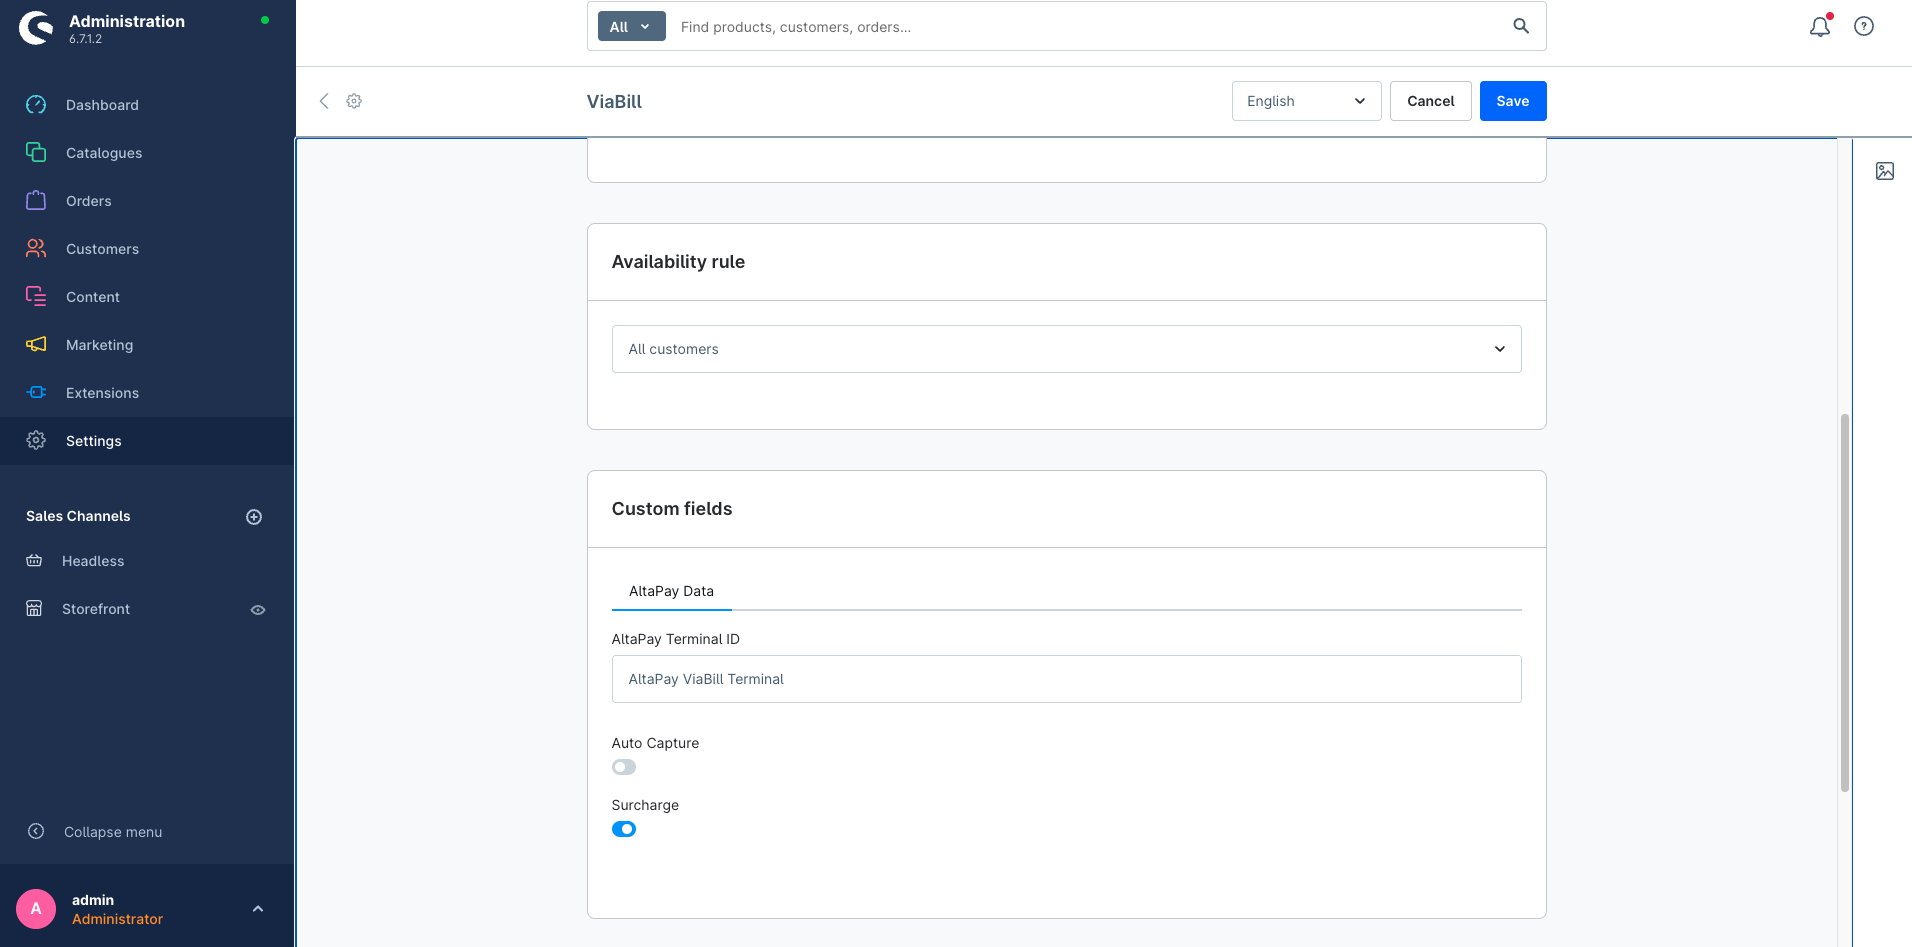 Administration
6.7.1.2
All
Find products, customers, orders...
ViaBill
English
Cancel
Save
Dashboard
Catalogues
Orders
Customers
Content
Marketing
Extensions
Settings
Sales Channels
Headless
Storefront
Collapse menu
A
admin
Administrator
Availability rule
All customers
Custom fields
AltaPay Data
AltaPay Terminal ID
AltaPay ViaBill Terminal
Auto Capture
Surcharge